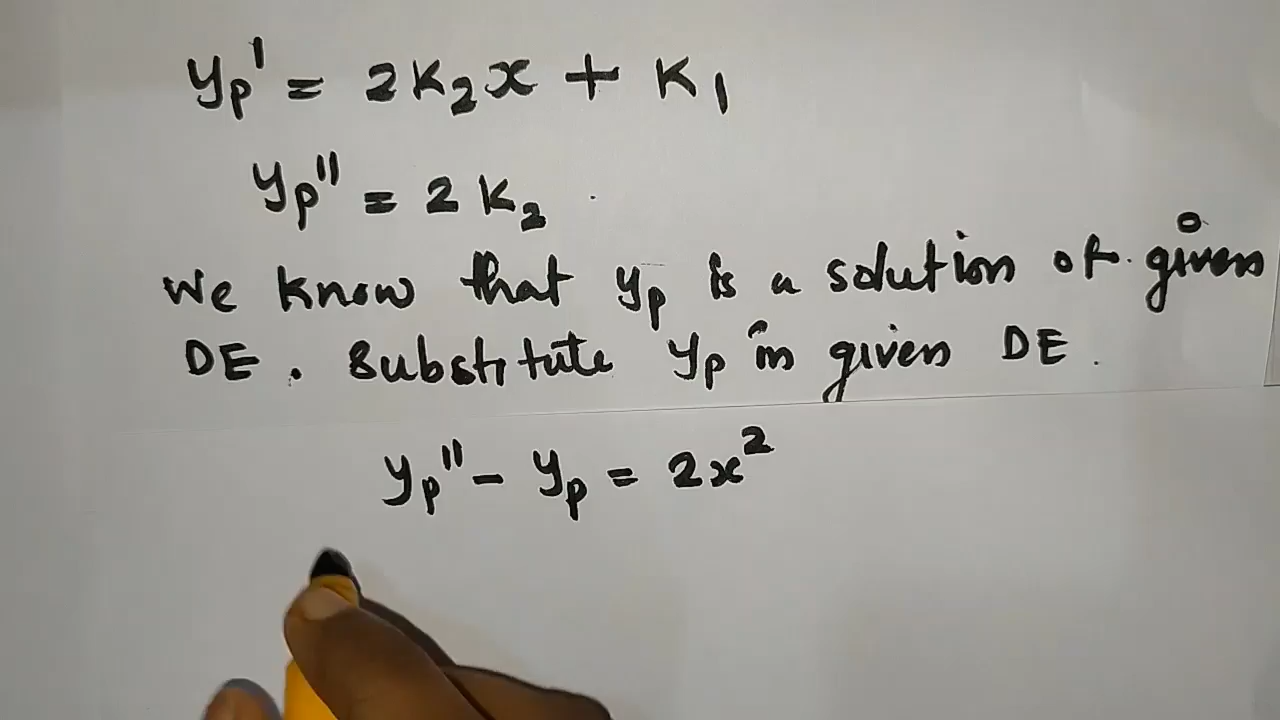 yp' = 2K₂x + K₁
yp'' = 2K₂
We know that yp is a solution of given
DE. Substitute yp in given DE.
yp'' - yp = 2x²